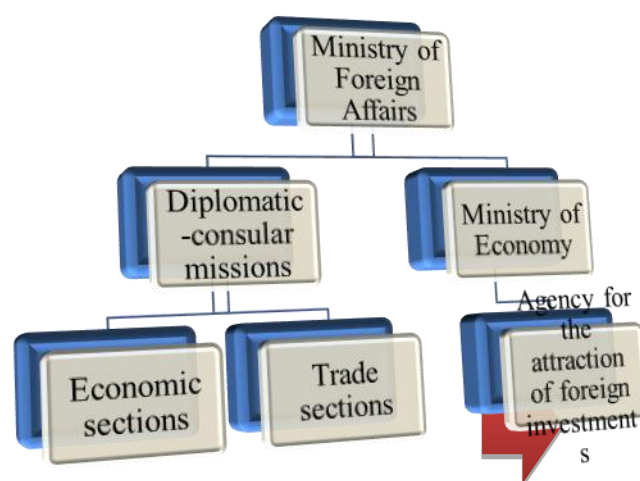 Ministry of
Foreign
Affairs
Diplomatic
-consular
missions
Ministry of
Economy
Economic
sections
Trade
sections
Agency for
the
attraction
of foreign
investment
s